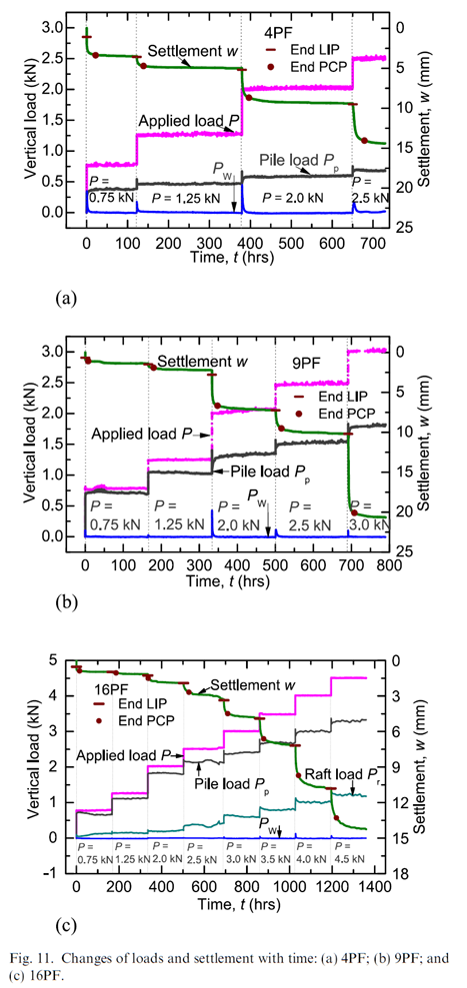 4PF
Settlement w
End LIP
End PCP
Applied load P
Pile load Pp
Pw
P =
0.75 kN
P = 1.25 kN
P = 2.0 kN
P =
2.5 kN
Vertical load (kN)
3.0
2.5
2.0
1.5
1.0
0.5
0.0
Settlement, w (mm)
0
5
10
15
20
25
0 100 200 300 400 500 600 700
Time, t (hrs)
(a)
Settlement w
9PF
End LIP
End PCP
Applied load P
Pile load Pp
Pw
P =
0.75 kN
P =
1.25 kN
P =
2.0 kN
P =
2.5 kN
P =
3.0 kN
Vertical load (kN)
3.0
2.5
2.0
1.5
1.0
0.5
0.0
Settlement, w (mm)
0
5
10
15
20
25
0 100 200 300 400 500 600 700 800
Time, t (hrs)
(b)
16PF
End LIP
End PCP
Settlement w
Applied load P
Pile load Pp
Raft load Pr
Pw
P =
0.75 kN
P =
1.25 kN
P =
2.0 kN
P =
2.5 kN
P =
3.0 kN
P =
3.5 kN
P =
4.0 kN
P =
4.5 kN
Vertical load (kN)
5
4
3
2
1
0
-1
Settlement, w (mm)
0
3
6
9
12
15
18
0 200 400 600 800 1000 1200 1400
Time, t (hrs)
(c)
Fig. 11. Changes of loads and settlement with time: (a) 4PF; (b) 9PF; and
(c) 16PF.